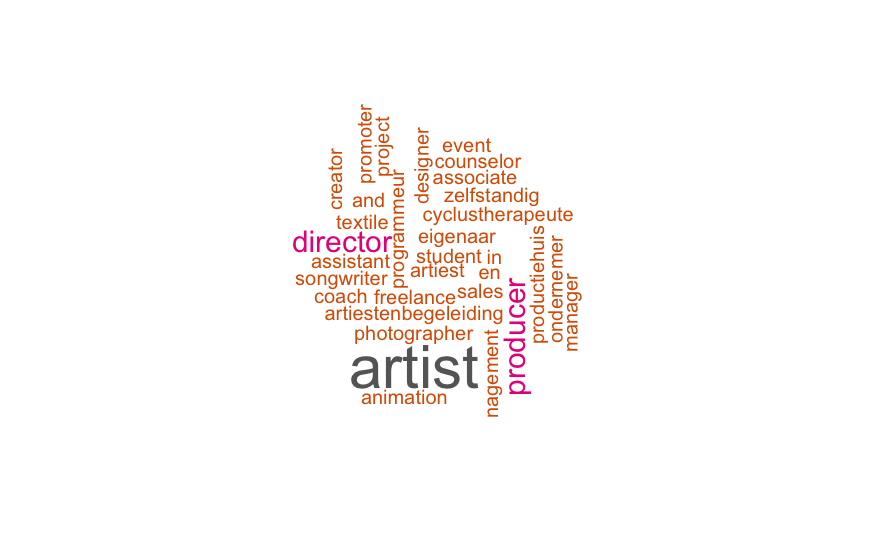 promoter
project
creator
designer
event
counselor
associate
and
zelfstandig
programmeur
textile
cyclustherapeute
director
eigenaar
productiehuis
assistant
student
in
ondernemer
artiest
en
manager
songwriter
coach
freelance
sales
producer
artiestenbegeleiding
photographer
nagement
artist
animation